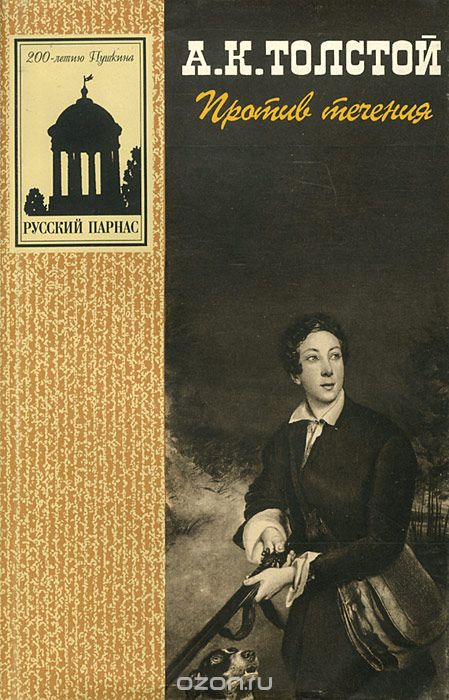 200-летию Пушкина
РУССКИЙ ПАРНАС
А.К.ТОЛСТОЙ
Против течения
ozon.ru